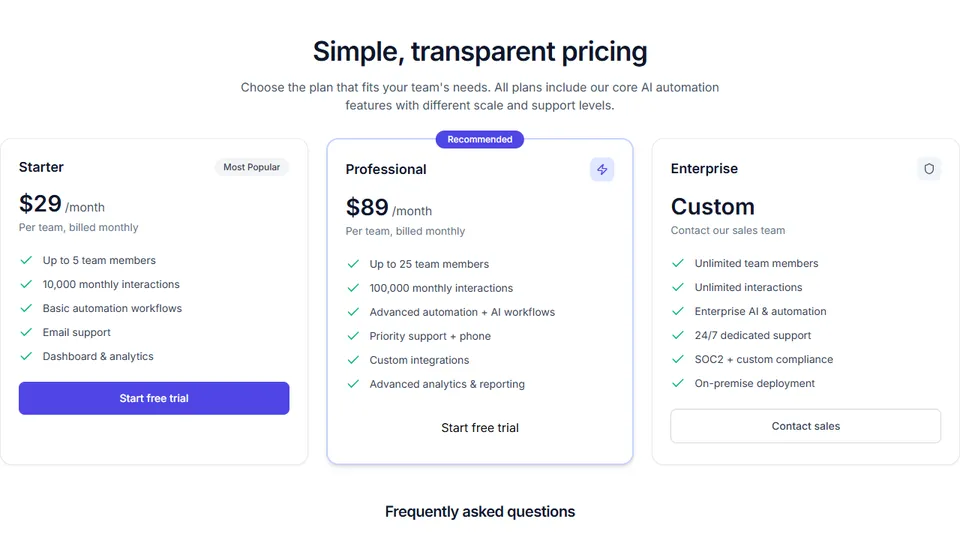 Simple, transparent pricing
Choose the plan that fits your team's needs. All plans include our core AI automation
features with different scale and support levels.
Starter
Most Popular
$29 /month
Per team, billed monthly
Up to 5 team members
10,000 monthly interactions
Basic automation workflows
Email support
Dashboard & analytics
Start free trial
Recommended
Professional
$89 /month
Per team, billed monthly
Up to 25 team members
100,000 monthly interactions
Advanced automation + AI workflows
Priority support + phone
Custom integrations
Advanced analytics & reporting
Start free trial
Enterprise
Custom
Contact our sales team
Unlimited team members
Unlimited interactions
Enterprise AI & automation
24/7 dedicated support
SOC2 + custom compliance
On-premise deployment
Contact sales
Frequently asked questions